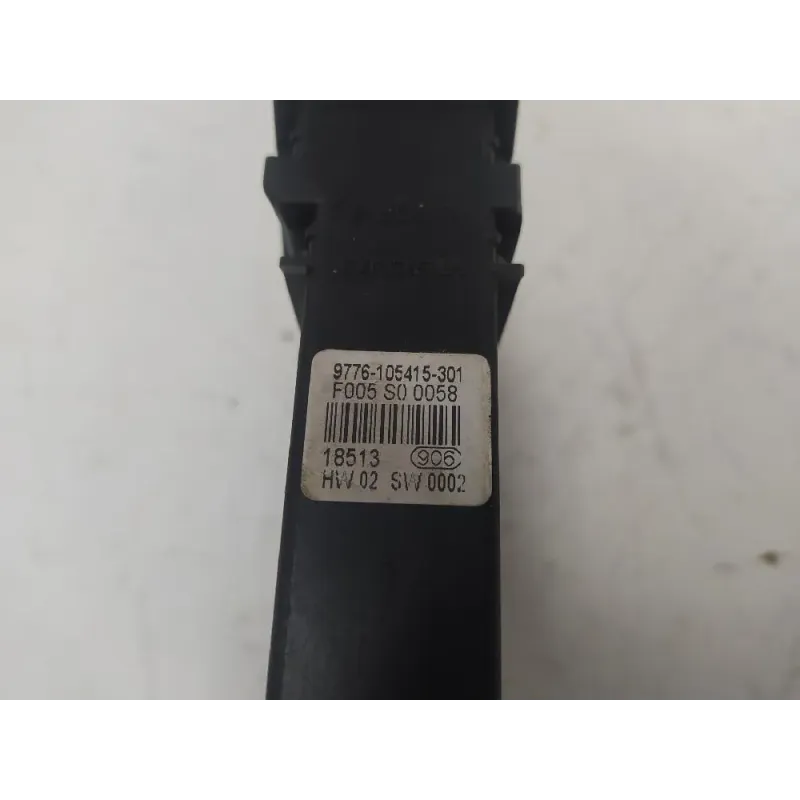 9776-105415-301
F005 S0 0058
18513 906
HW 02 SW 0002